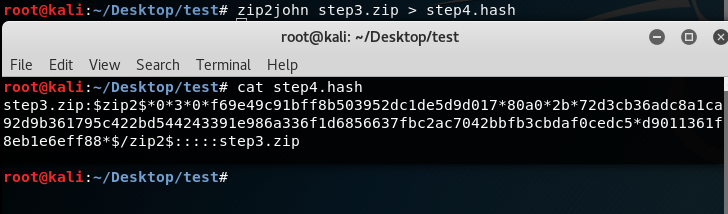 root@kali:~/Desktop/test# zip2john step3.zip > step4.hash
root@kali: ~/Desktop/test
File Edit View Search Terminal Help
root@kali:~/Desktop/test# cat step4.hash
step3.zip:$zip2$*0*3*0*f69e49c91bff8b503952dc1de5d9d017*80a0*2b*72d3cb36adc8a1ca
92d9b361795c422bd544243391e986a336f1d6856637fbc2ac7042bbfb3cbdaf0cedc5*d9011361f
8eb1e6eff88*$/zip2$:::::step3.zip
root@kali:~/Desktop/test#